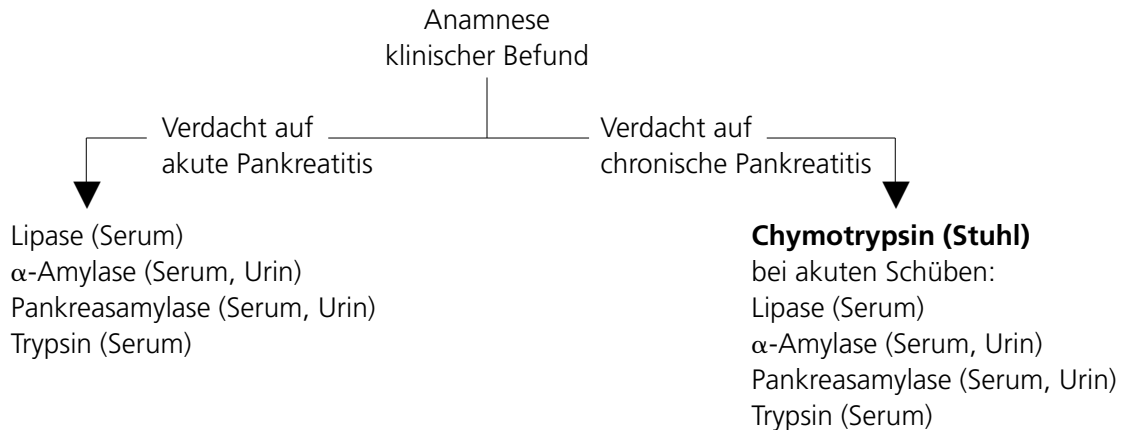 Anamnese
klinischer Befund
Verdacht auf
akute Pankreatitis
Verdacht auf
chronische Pankreatitis
Lipase (Serum)
α-Amylase (Serum, Urin)
Pankreasamylase (Serum, Urin)
Trypsin (Serum)
Chymotrypsin (Stuhl)
bei akuten Schüben:
Lipase (Serum)
α-Amylase (Serum, Urin)
Pankreasamylase (Serum, Urin)
Trypsin (Serum)